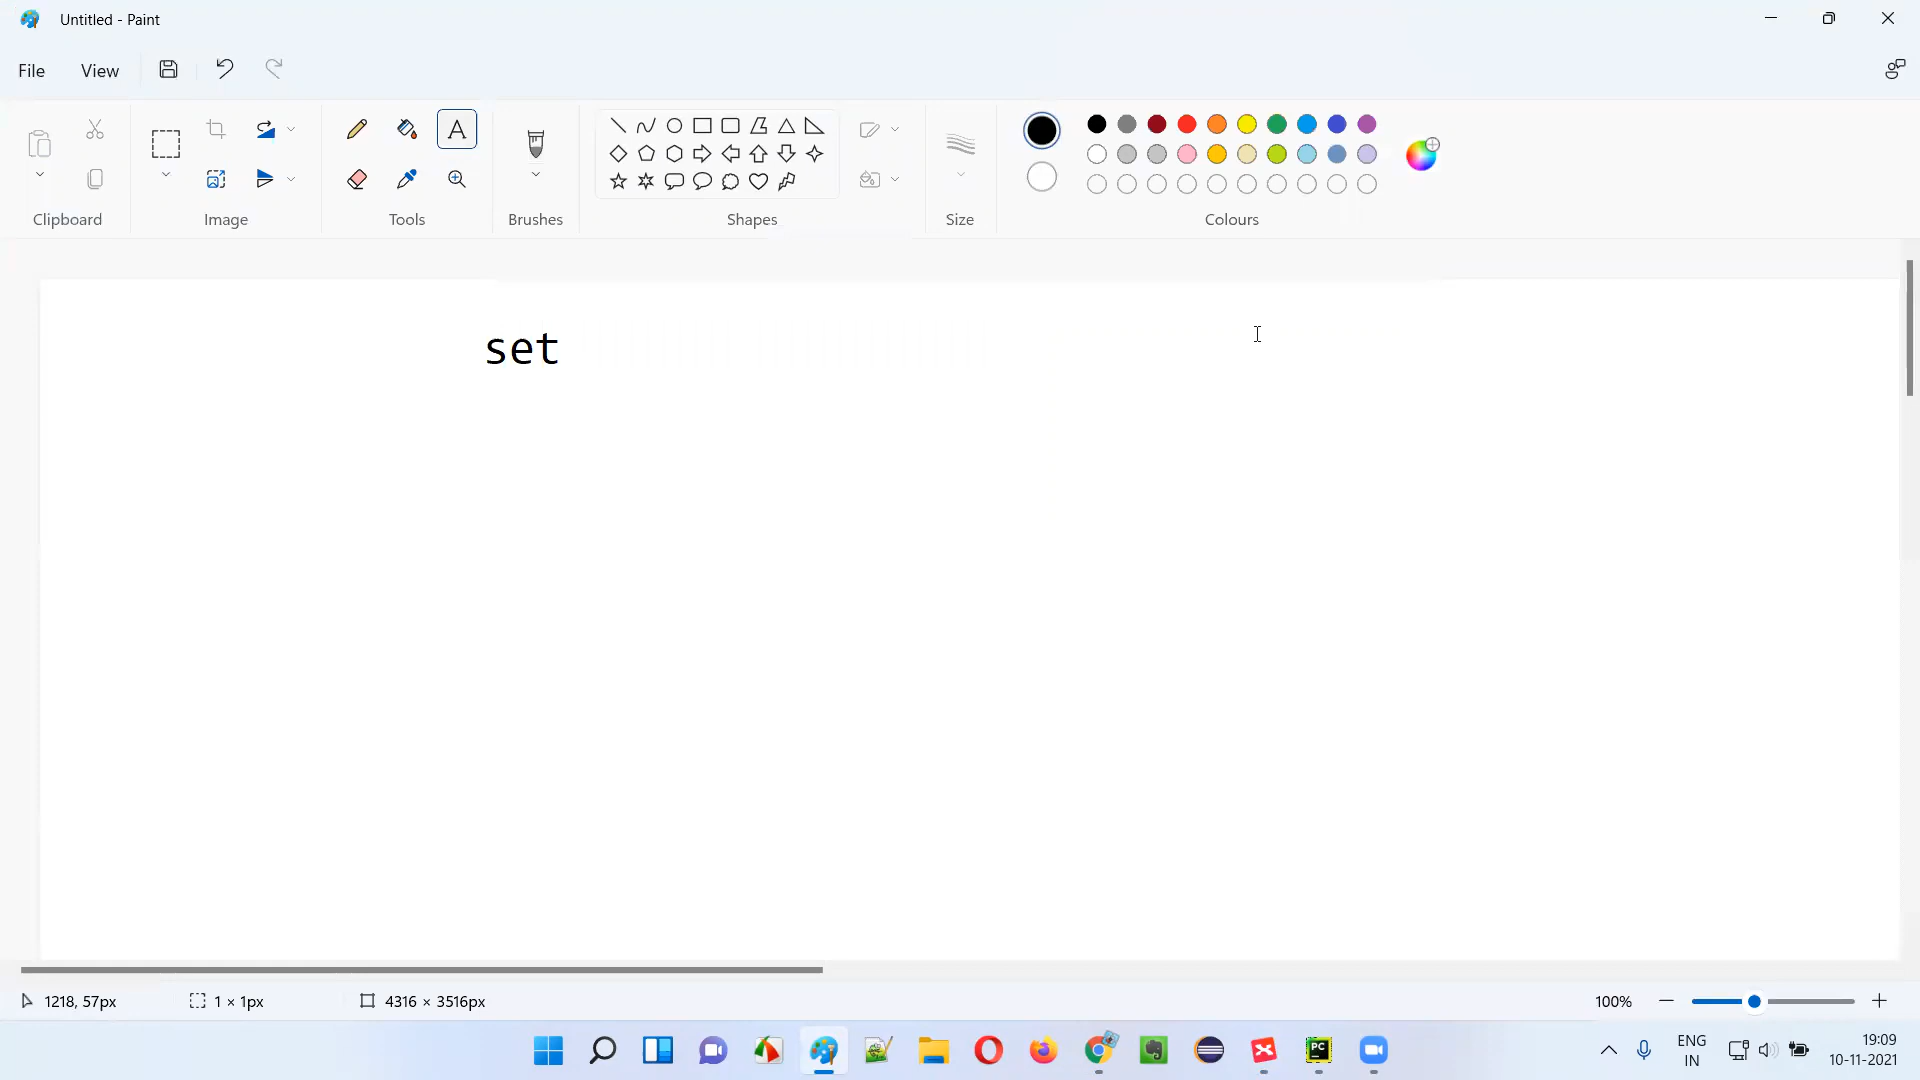 Untitled - Paint
File
View
Clipboard
Image
Tools
Brushes
Shapes
Size
Colours
set
1218, 57px
1 × 1px
4316 × 3516px
100%
PC
ENG
IN
19:09
10-11-2021